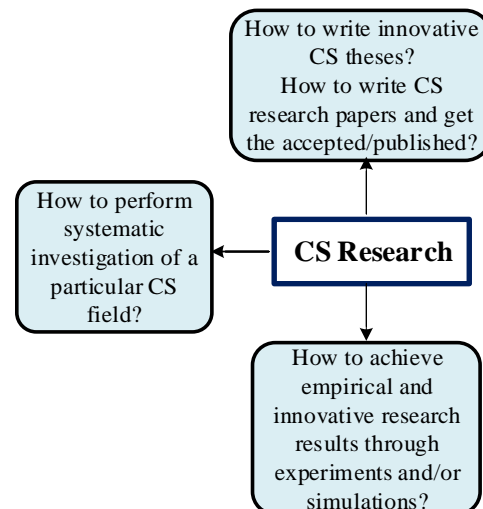 How to write innovative
CS theses?
How to write CS
research papers and get
the accepted/published?
How to perform
systematic
investigation of a
particular CS
field?
CS Research
How to achieve
empirical and
innovative research
results through
experiments and/or
simulations?